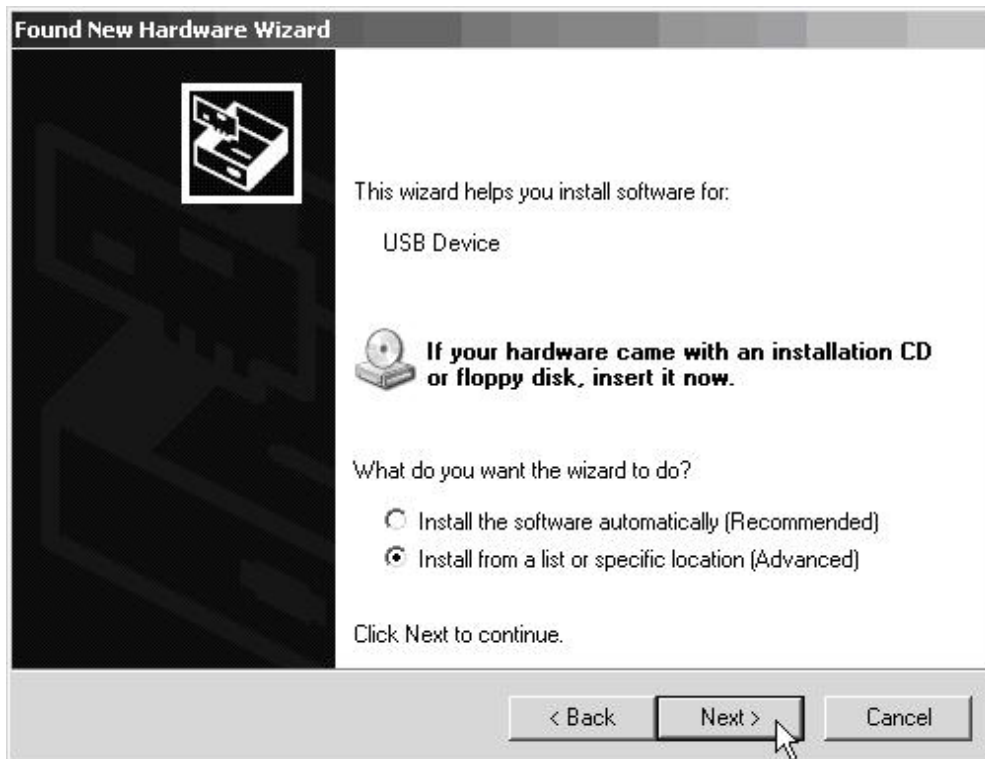 Found New Hardware Wizard
This wizard helps you install software for:
USB Device
If your hardware came with an installation CD
or floppy disk, insert it now.
What do you want the wizard to do?
Install the software automatically (Recommended)
Install from a list or specific location (Advanced)
Click Next to continue.
< Back Next > Cancel